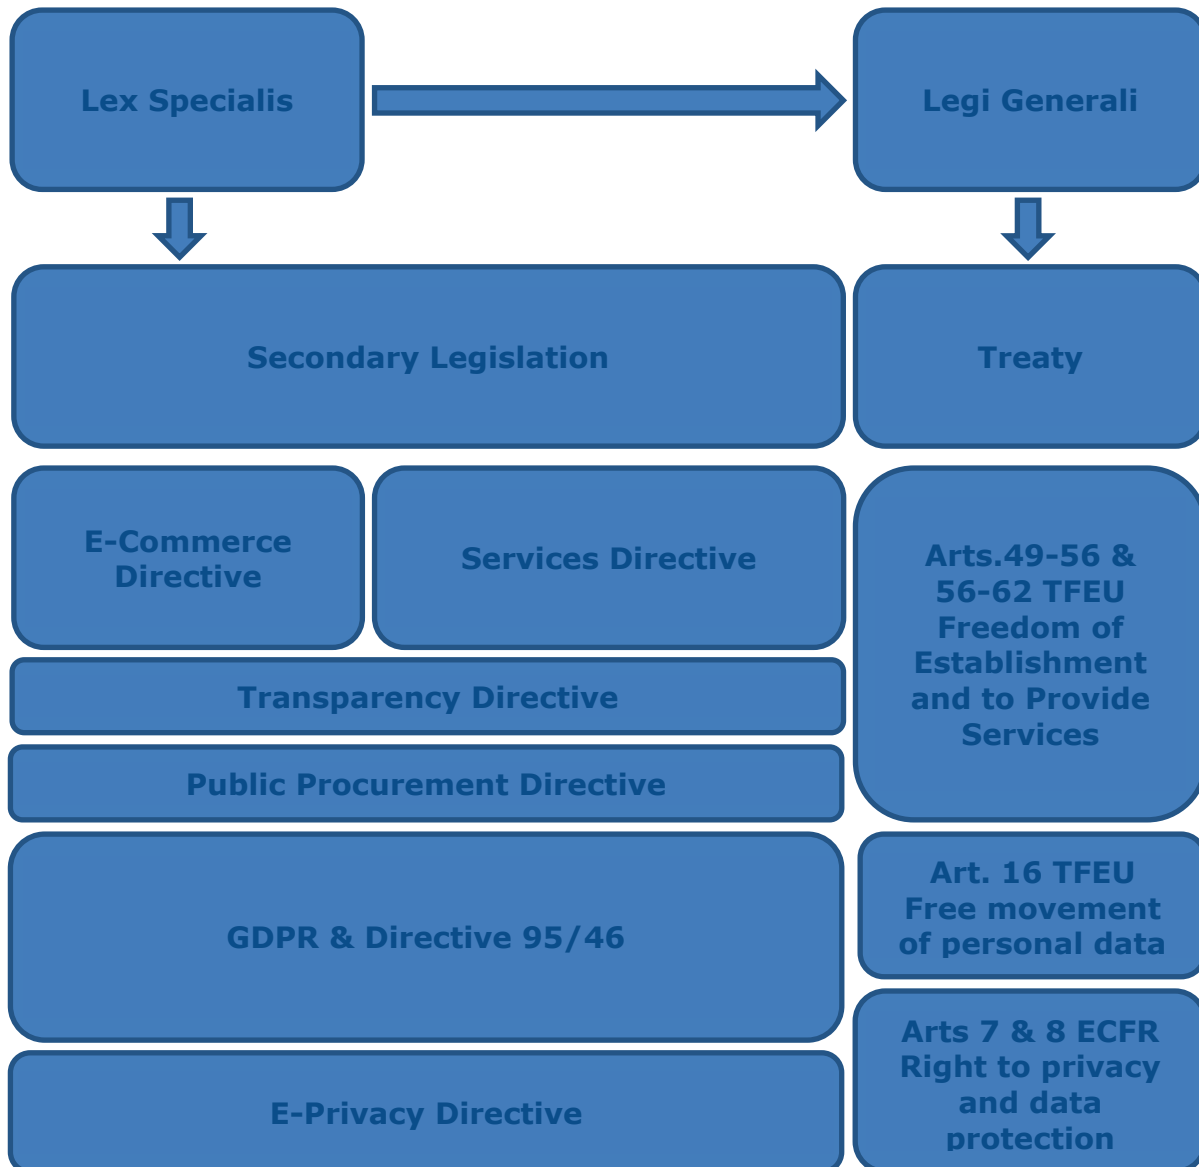 Lex Specialis
Legi Generali
Secondary Legislation
Treaty
E-Commerce
Directive
Services Directive
Arts.49-56 &
56-62 TFEU
Freedom of
Establishment
and to Provide
Services
Transparency Directive
Public Procurement Directive
GDPR & Directive 95/46
Art. 16 TFEU
Free movement
of personal data
E-Privacy Directive
Arts 7 & 8 ECFR
Right to privacy
and data
protection